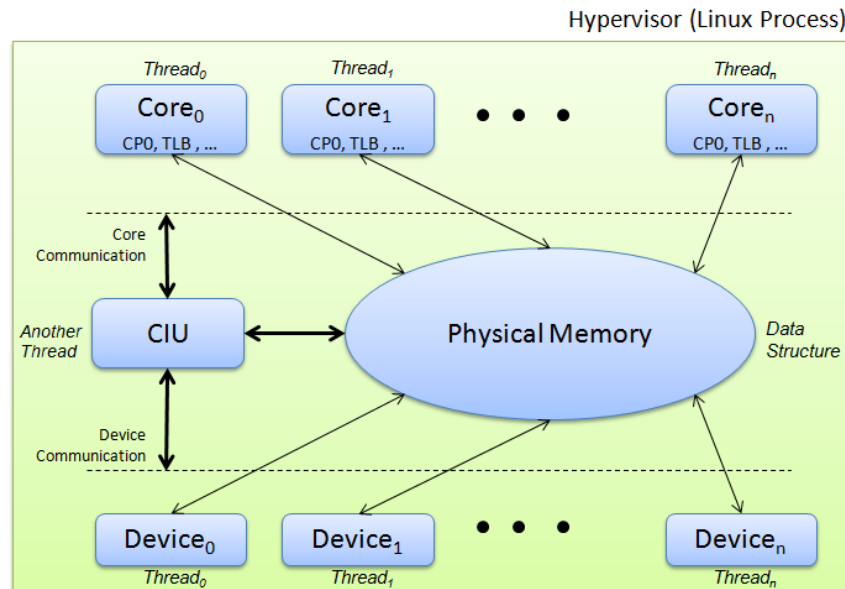 Hypervisor (Linux Process)
Thread₀ Thread₁ Threadₙ
Core₀ Core₁ • • • Coreₙ
CP0, TLB , ... CP0, TLB , ... CP0, TLB , ...
Core
Communication
Another
Thread
CIU
Physical Memory
Data
Structure
Device
Communication
Device₀ Device₁ • • • Deviceₙ
Thread₀ Thread₁ Threadₙ